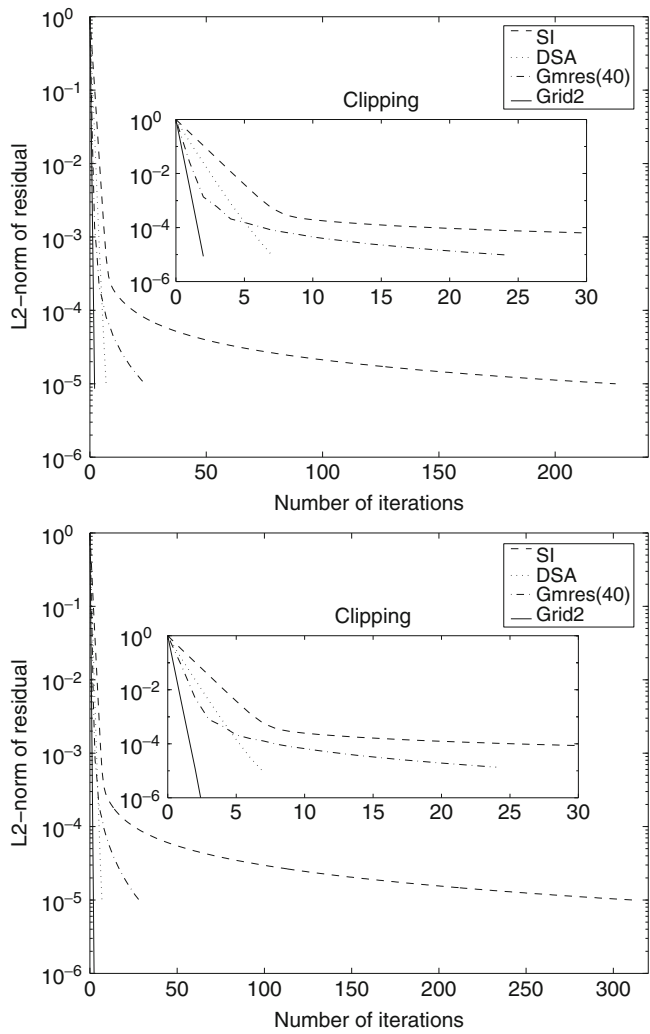 10^0
10^−1
10^−2
10^−3
10^−4
10^−5
10^−6
L2−norm of residual
SI
DSA
Gmres(40)
Grid2
Clipping
10^0
10^−2
10^−4
10^−6
0 5 10 15 20 25 30
0 50 100 150 200
Number of iterations
10^0
10^−1
10^−2
10^−3
10^−4
10^−5
10^−6
L2−norm of residual
SI
DSA
Gmres(40)
Grid2
Clipping
10^0
10^−2
10^−4
10^−6
0 5 10 15 20 25 30
0 50 100 150 200 250 300
Number of iterations